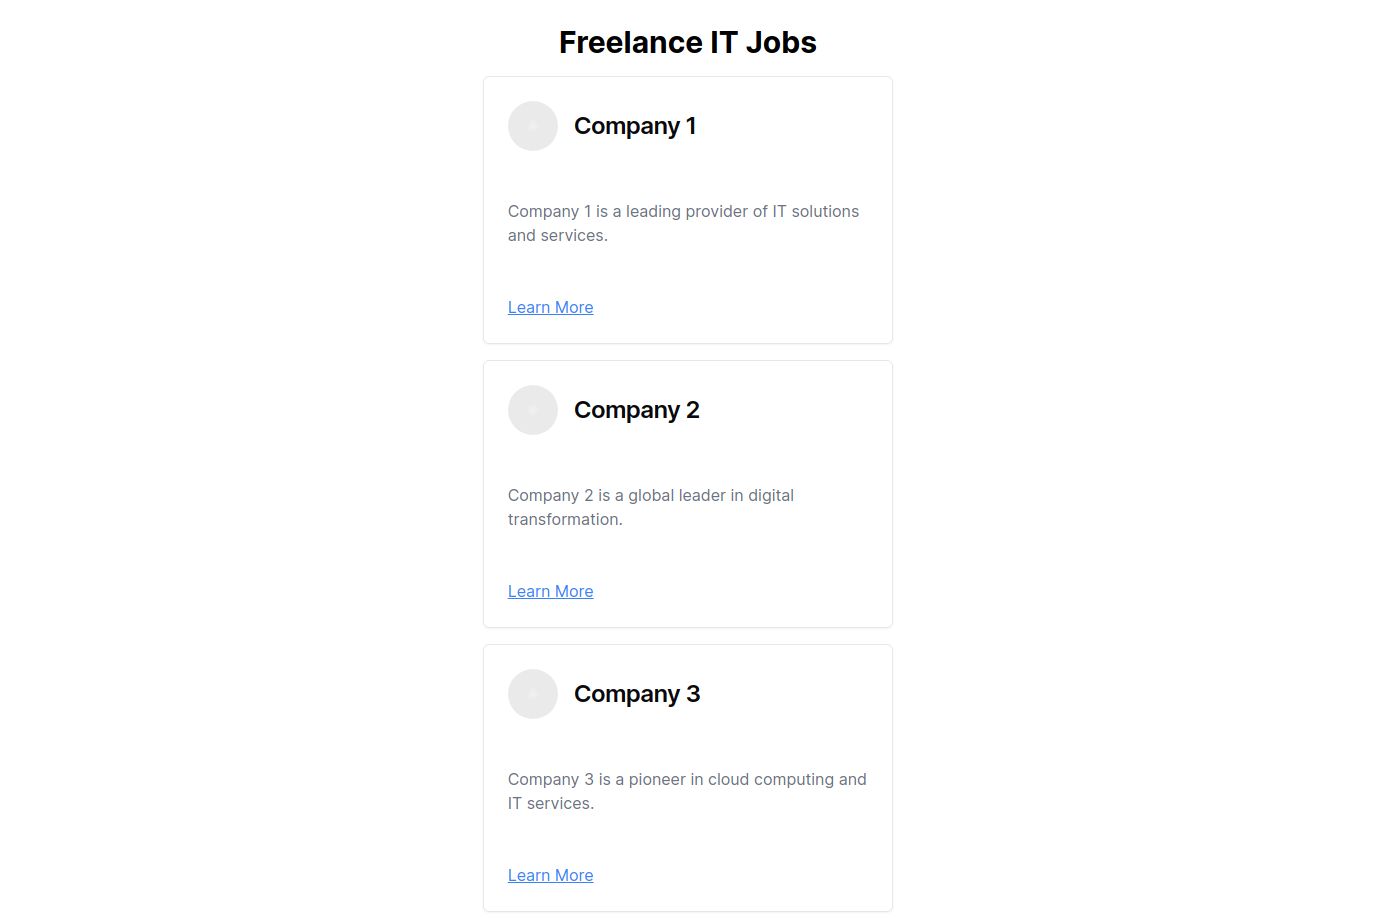 Freelance IT Jobs
Company 1
Company 1 is a leading provider of IT solutions
and services.
Learn More
Company 2
Company 2 is a global leader in digital
transformation.
Learn More
Company 3
Company 3 is a pioneer in cloud computing and
IT services.
Learn More